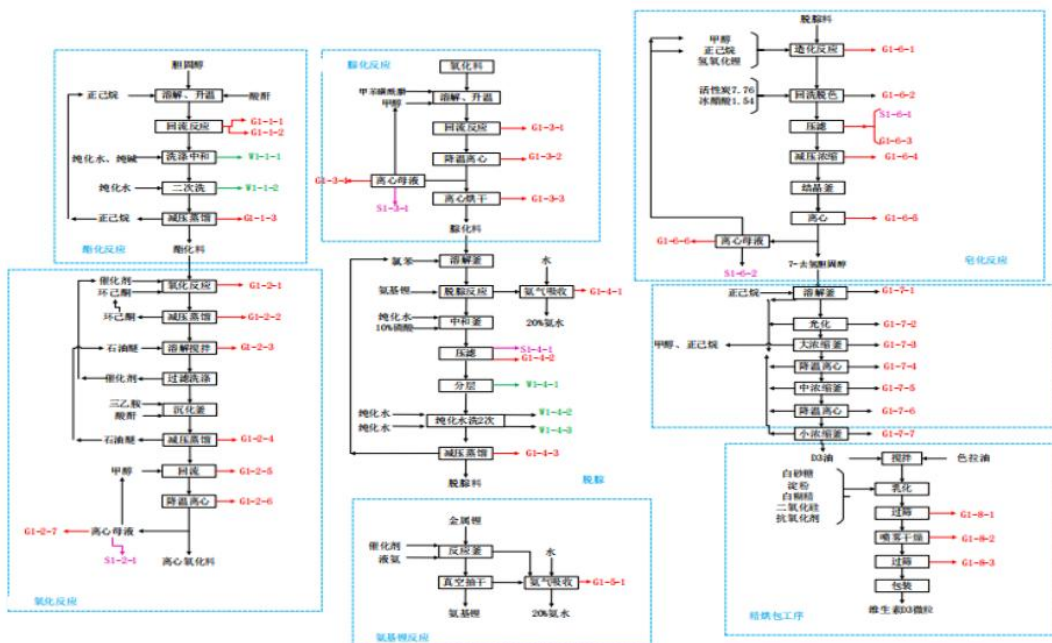 胆固醇
正己烷
溶解、升温
酸酐
回流反应
G1-1-1
G1-1-2
纯化水、纯碱
洗涤中和
W1-1-1
纯化水
二次洗
W1-1-2
正己烷
减压蒸馏
G1-1-3
酯化反应
酯化料
催化剂
环己酮
氧化反应
G1-2-1
环己酮
减压蒸馏
G1-2-2
石油醚
溶解搅拌
G1-2-3
催化剂
过滤洗涤
三乙胺
酸酐
沉化釜
石油醚
减压蒸馏
G1-2-4
甲醇
回流
G1-2-5
降温离心
G1-2-6
G1-2-7
离心母液
S1-2-1
离心氧化料
氧化反应
腙化反应
氧化料
甲苯磺酰肼
甲醇
溶解、升温
回流反应
G1-3-1
降温离心
G1-3-2
G1-3-4
离心母液
离心烘干
G1-3-3
S1-3-1
腙化料
氯苯
溶解釜
水
氨基锂
脱腙反应
氨气吸收
G1-4-1
纯化水
10%磷酸
中和釜
20%氨水
压滤
S1-4-1
G1-4-2
分层
W1-4-1
纯化水
纯化水
纯化水洗2次
W1-4-2
W1-4-3
减压蒸馏
G1-4-3
脱腙料
脱腙
金属锂
催化剂
液氨
反应釜
水
真空抽干
氨气吸收
G1-5-1
氨基锂
20%氨水
氨基锂反应
脱腙料
甲醇
正己烷
氢氧化锂
造化反应
G1-6-1
活性炭7.76
冰醋酸1.54
回洗脱色
G1-6-2
压滤
S1-6-1
G1-6-3
减压浓缩
G1-6-4
结晶釜
离心
G1-6-5
G1-6-6
离心母液
S1-6-2
7-去氢胆固醇
皂化反应
正己烷
溶解釜
G1-7-1
光化
G1-7-2
甲醇、正己烷
大浓缩釜
G1-7-3
降温离心
G1-7-4
中浓缩釜
G1-7-5
降温离心
G1-7-6
小浓缩釜
G1-7-7
D3油
搅拌
色拉油
白砂糖
淀粉
白糊精
二氧化硅
抗氧化剂
乳化
过筛
G1-8-1
喷雾干燥
G1-8-2
过筛
G1-8-3
包装
维生素D3微粒
精烘包工序